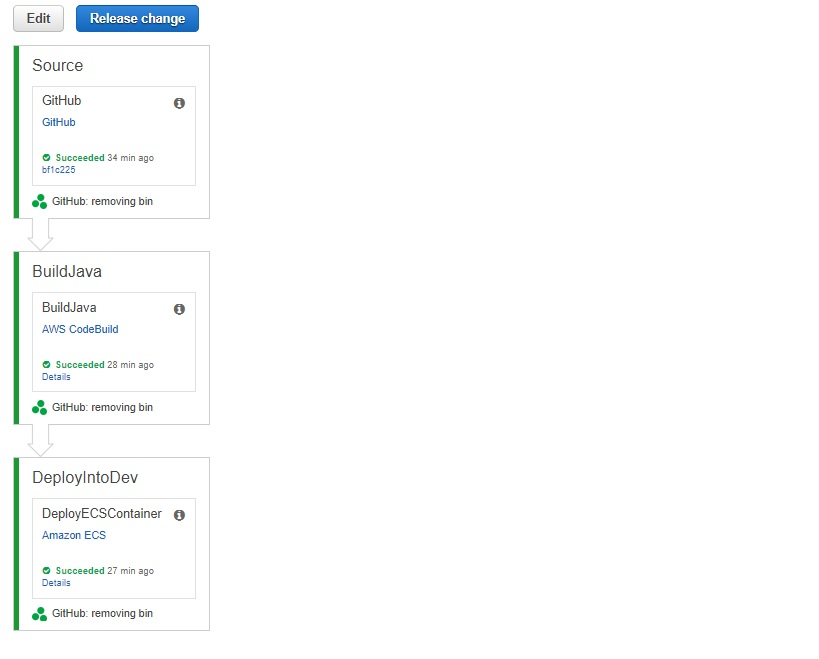 Edit Release change
Source
GitHub
GitHub
Succeeded 34 min ago
bf1c225
GitHub: removing bin
BuildJava
BuildJava
AWS CodeBuild
Succeeded 28 min ago
Details
GitHub: removing bin
DeployIntoDev
DeployECSContainer
Amazon ECS
Succeeded 27 min ago
Details
GitHub: removing bin